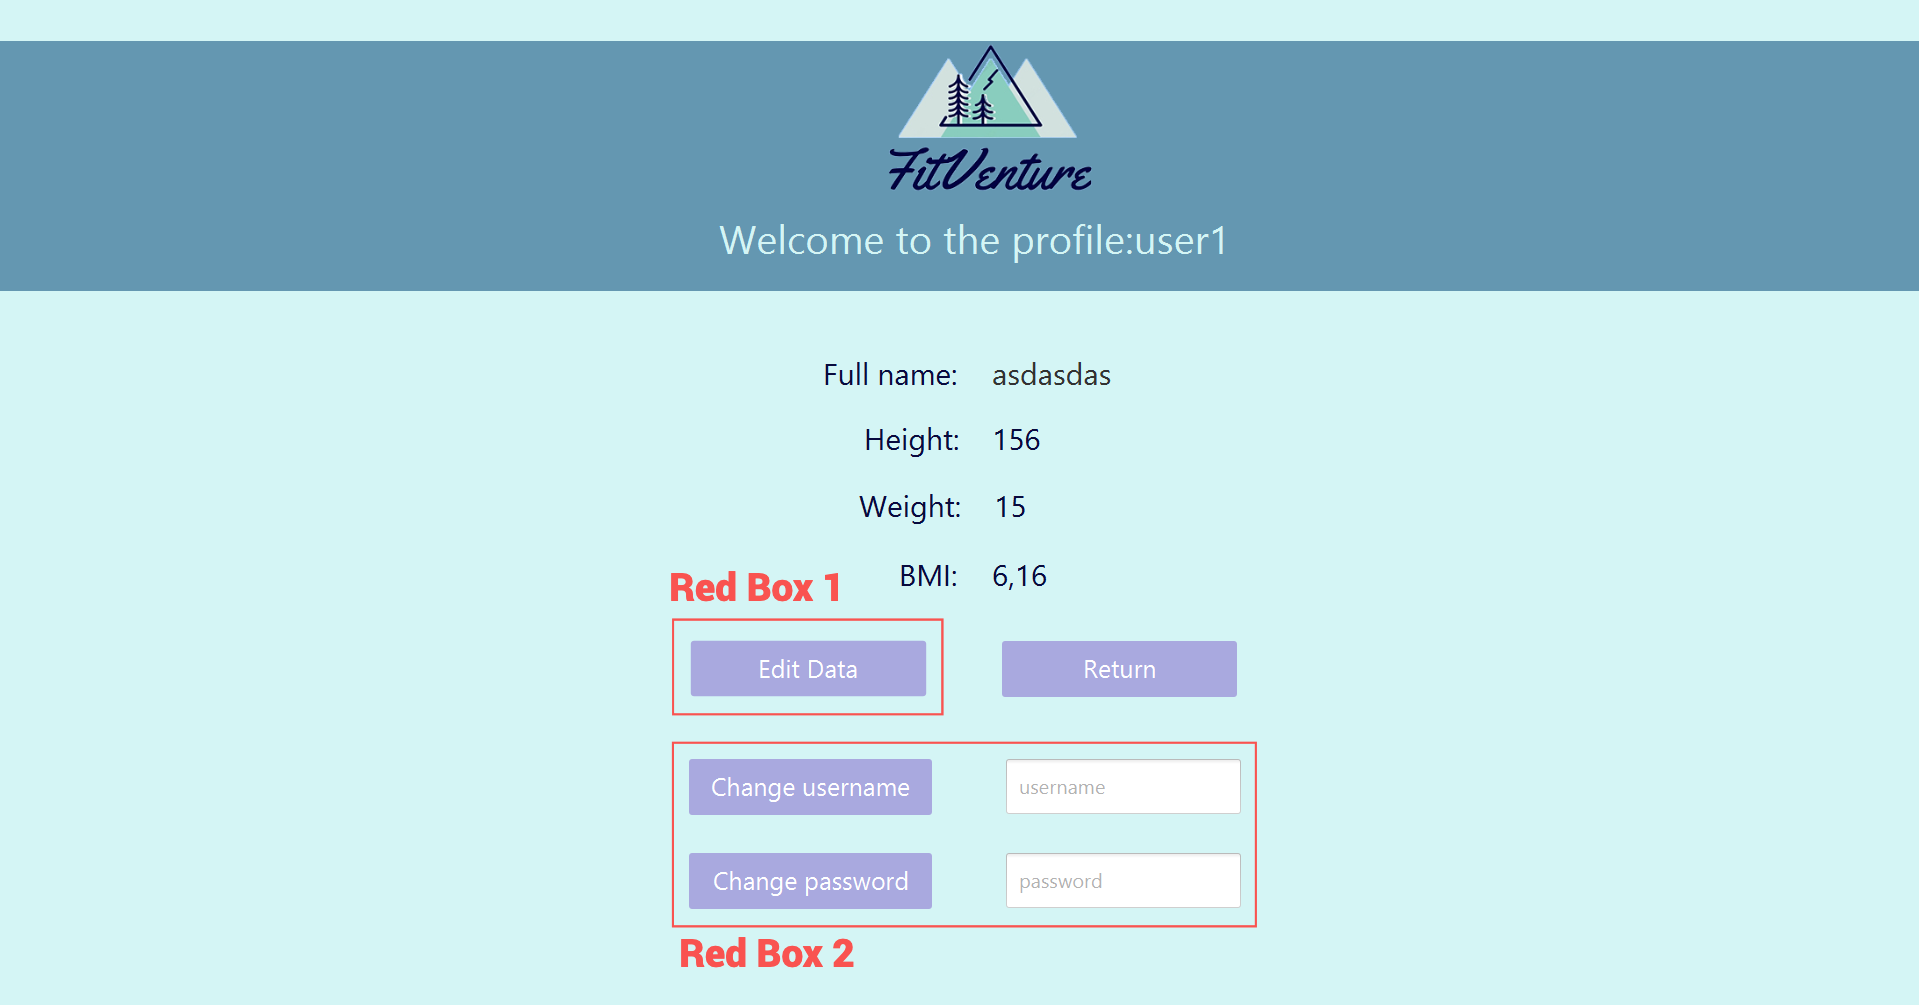 FitVenture
Welcome to the profile:user1
Full name: asdasdas
Height: 156
Weight: 15
BMI: 6,16
Red Box 1
Edit Data Return
Change username username
Change password password
Red Box 2